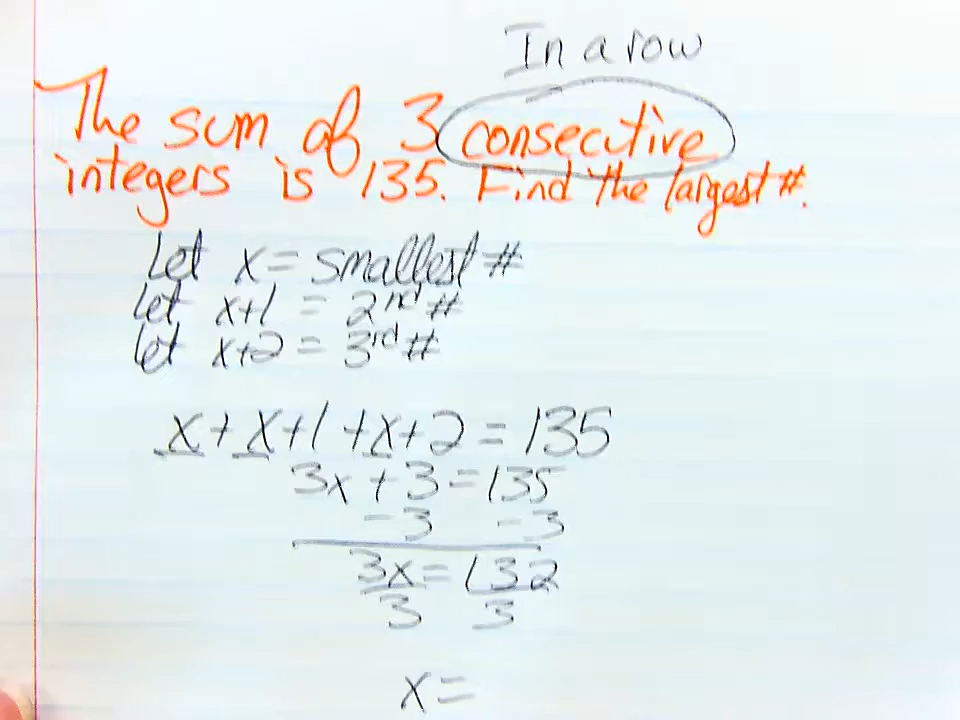 In a row
The sum of 3 consecutive
integers is 135. Find the largest #.
Let x = smallest #
Let x+1 = 2nd #
Let x+2 = 3rd #
x + x+1 + x+2 = 135
3x + 3 = 135
-3 -3
3x = 132
3 3
x =